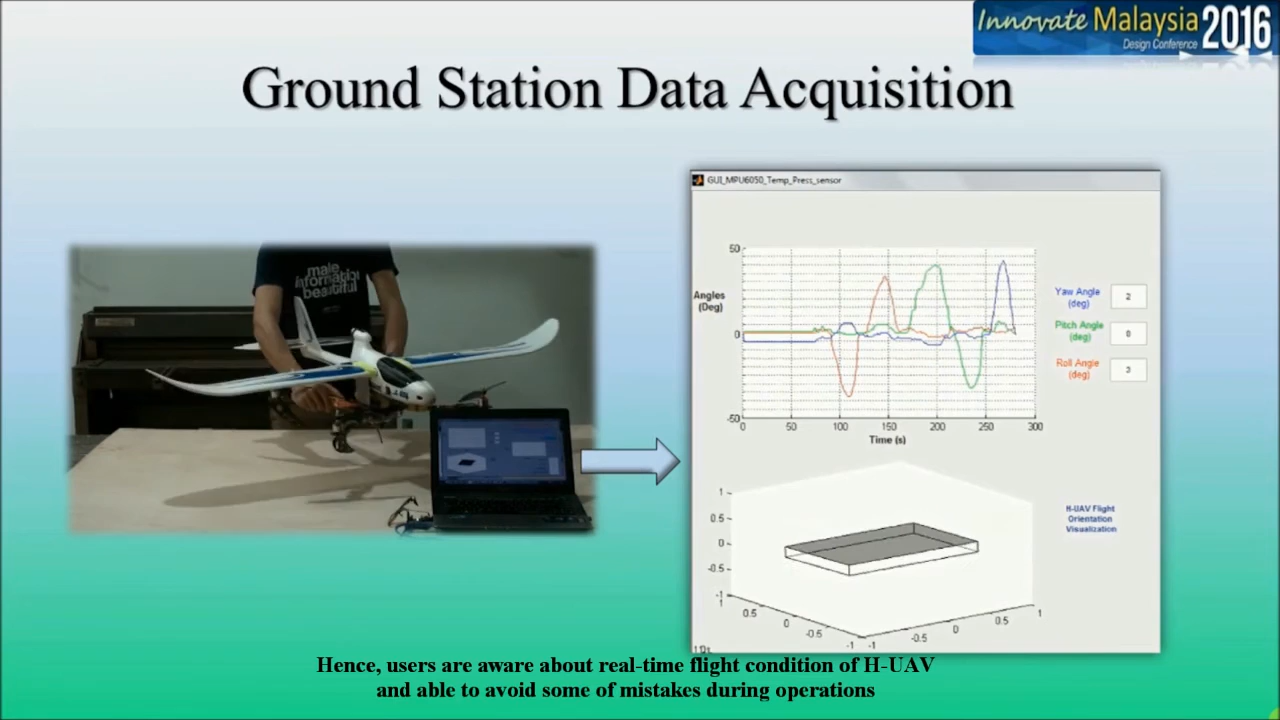 Innovate Malaysia 2016
Design Conference
Ground Station Data Acquisition
male
information
beautiful
GUI_MPU6050_Temp_Press_sensor
Angles
(Deg)
50
0
-50
0 50 100 150 200 250 300
Time (s)
Yaw Angle
(deg)
2
Pitch Angle
(deg)
0
Roll Angle
(deg)
1
0.5
0
-0.5
-1
1 0.5 0 -0.5 -1
-1 -0.5 0 0.5 1
H-UAV Flight
Orientation
Visualization
Hence, users are aware about real-time flight condition of H-UAV
and able to avoid some of mistakes during operations